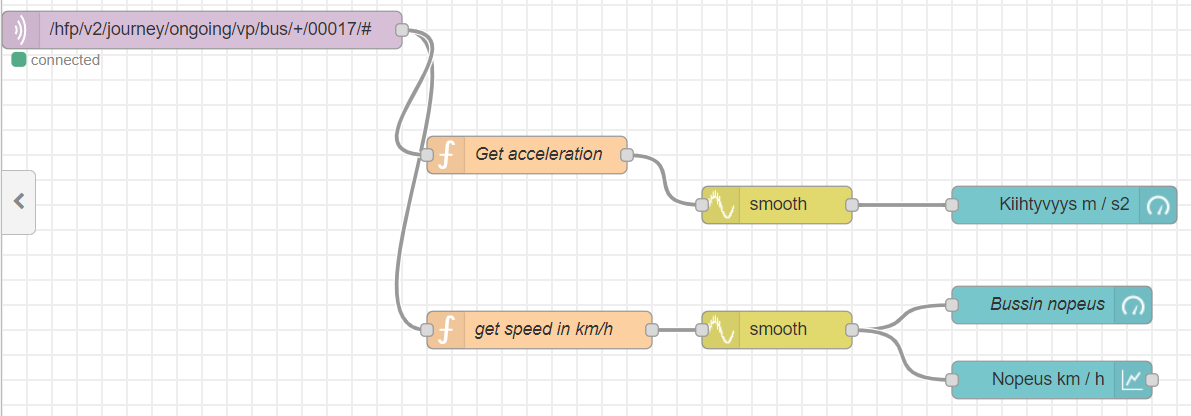 /hfp/v2/journey/ongoing/vp/bus/+/00017/#
connected
Get acceleration
smooth
Kiihtyvyys m / s2
Bussin nopeus
get speed in km/h
smooth
Nopeus km / h